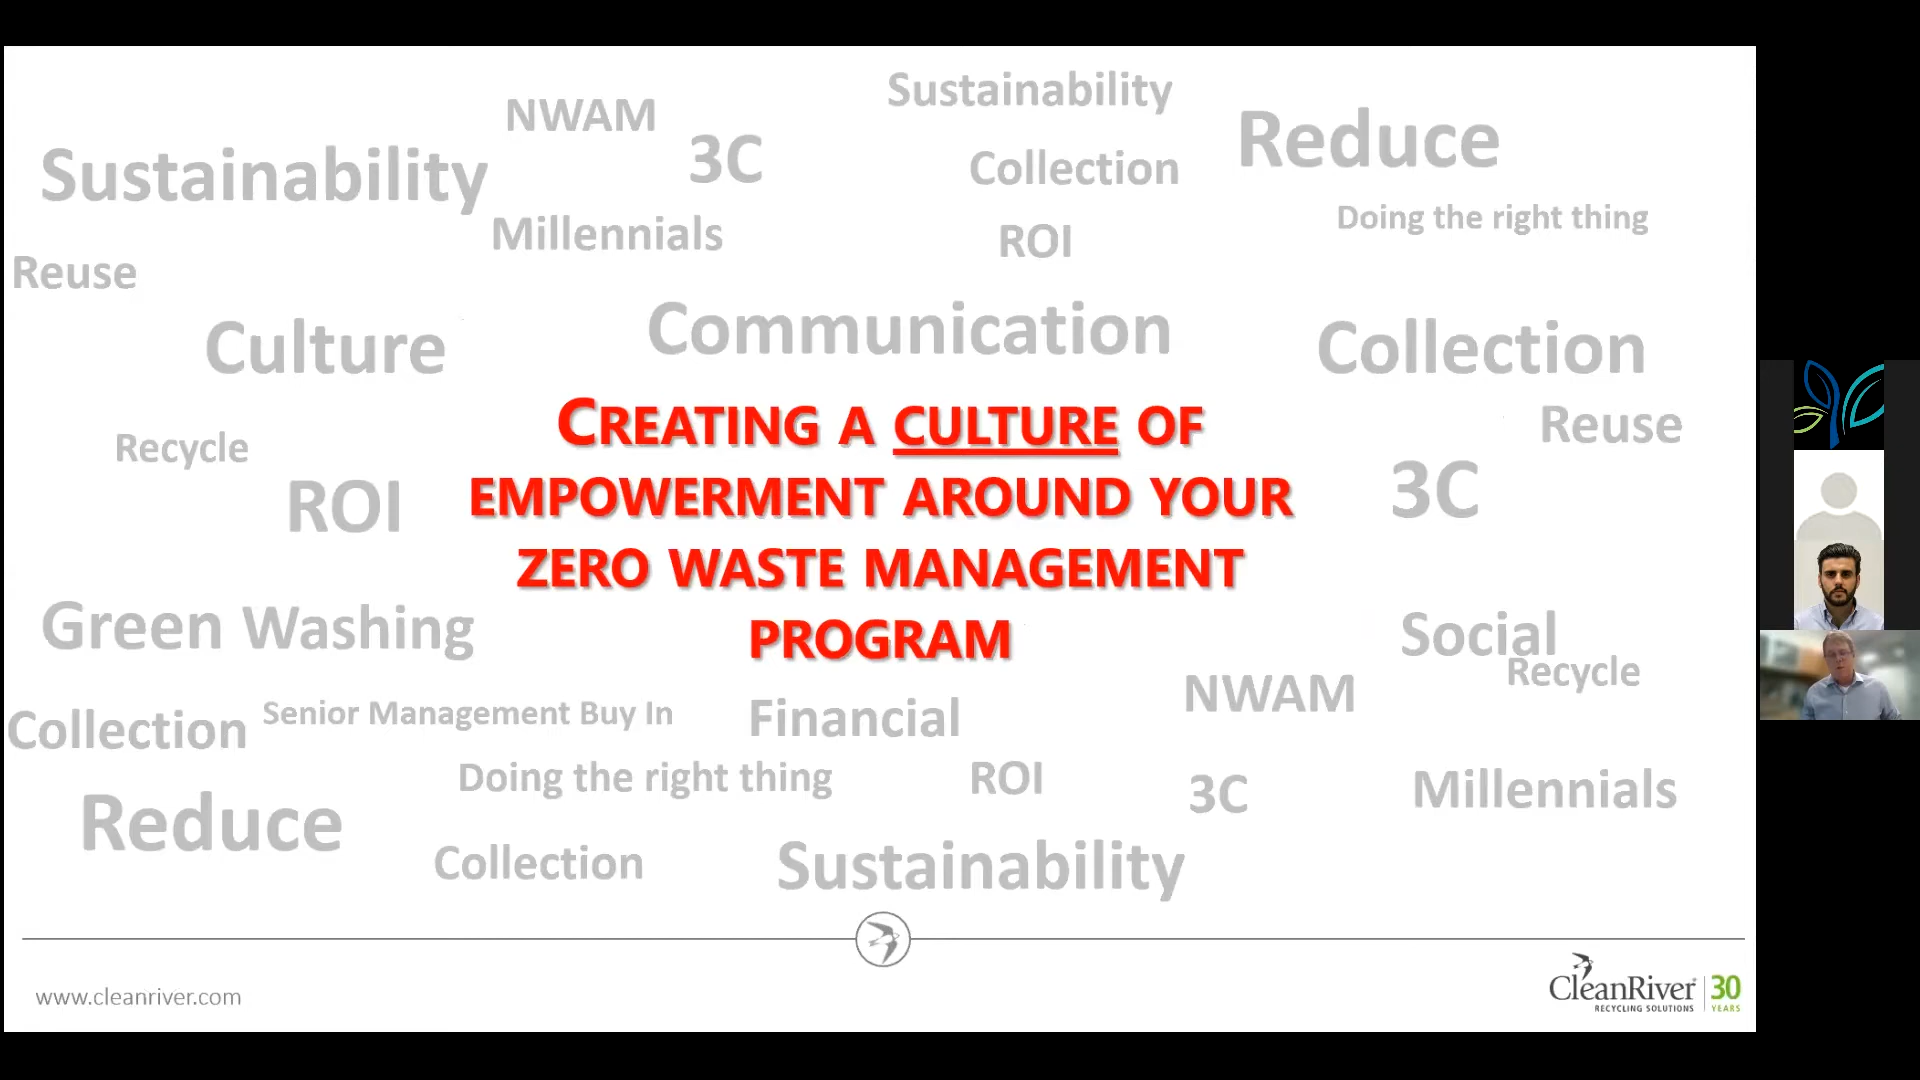 Sustainability
NWAM
Reduce
3C
Sustainability
Collection
Millennials
Doing the right thing
ROI
Reuse
Communication
Culture
Collection
CREATING A CULTURE OF
EMPOWERMENT AROUND YOUR
ZERO WASTE MANAGEMENT
PROGRAM
Reuse
Recycle
ROI
3C
Green Washing
Social
Recycle
NWAM
Collection
Senior Management Buy In
Financial
Doing the right thing
ROI
3C
Millennials
Reduce
Collection
Sustainability
www.cleanriver.com
CleanRiver
RECYCLING SOLUTIONS
30
YEARS